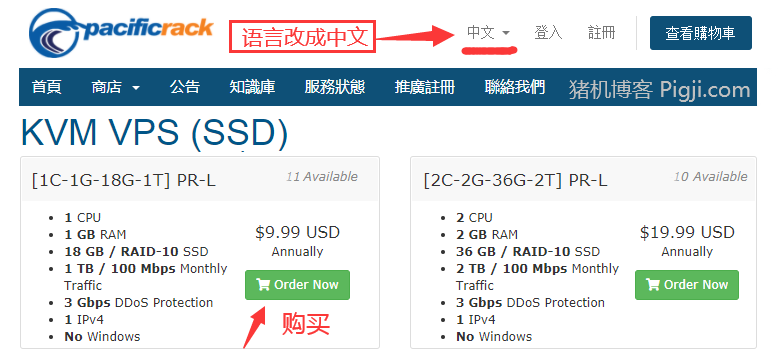 pacificrack
语言改成中文
中文
登入
註冊
查看購物車
首頁
商店
公告
知識庫
服務狀態
推廣註冊
聯絡我們
猪机博客 Pigji.com
KVM VPS (SSD)
[1C-1G-18G-1T] PR-L
11 Available
1 CPU
1 GB RAM
18 GB / RAID-10 SSD
1 TB / 100 Mbps Monthly
Traffic
3 Gbps DDoS Protection
1 IPv4
No Windows
$9.99 USD
Annually
Order Now
购买
[2C-2G-36G-2T] PR-L
10 Available
2 CPU
2 GB RAM
36 GB / RAID-10 SSD
2 TB / 100 Mbps Monthly
Traffic
3 Gbps DDoS Protection
1 IPv4
No Windows
$19.99 USD
Annually
Order Now